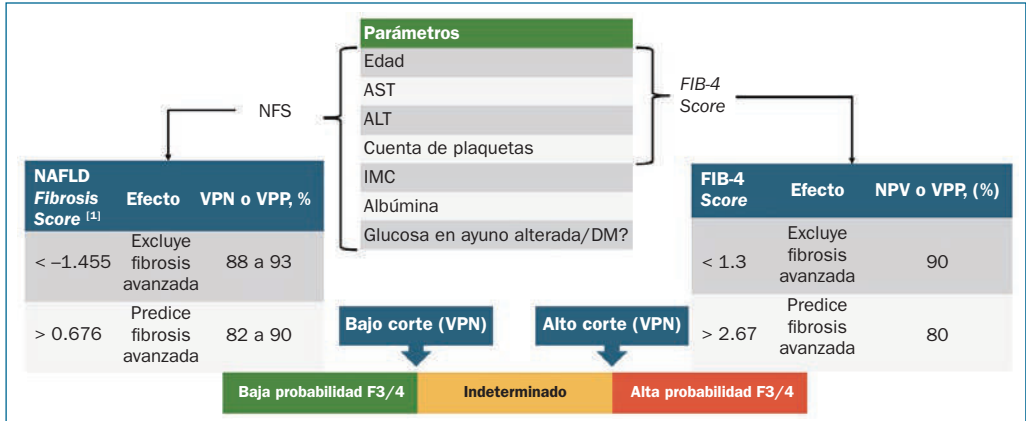 Parámetros
Edad
AST
ALT
Cuenta de plaquetas
IMC
Albúmina
Glucosa en ayuno alterada/DM?
NFS
FIB-4
Score
NAFLD
Fibrosis
Score [1]
Efecto
VPN o VPP, %
< –1.455
Excluye
fibrosis
avanzada
88 a 93
> 0.676
Predice
fibrosis
avanzada
82 a 90
FIB-4
Score
Efecto
NPV o VPP, (%)
< 1.3
Excluye
fibrosis
avanzada
90
> 2.67
Predice
fibrosis
avanzada
80
Bajo corte (VPN)
Alto corte (VPN)
Baja probabilidad F3/4
Indeterminado
Alta probabilidad F3/4